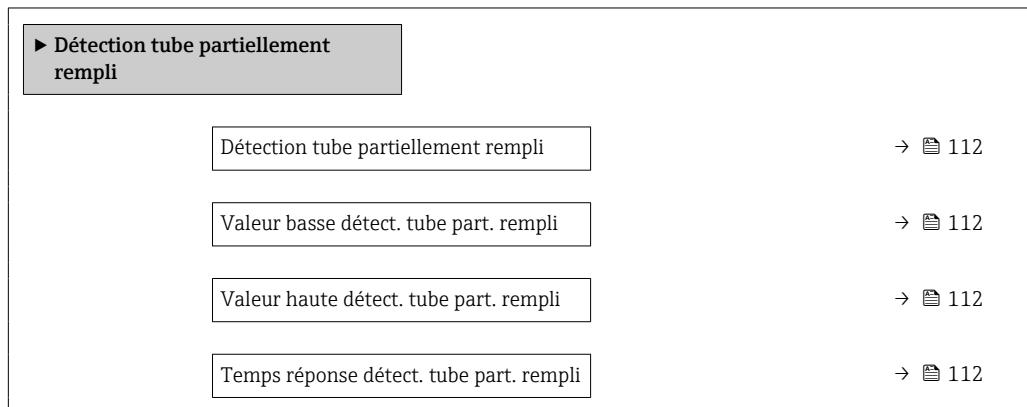 ▶ Détection tube partiellement
rempli
Détection tube partiellement rempli → 112
Valeur basse détect. tube part. rempli → 112
Valeur haute détect. tube part. rempli → 112
Temps réponse détect. tube part. rempli → 112